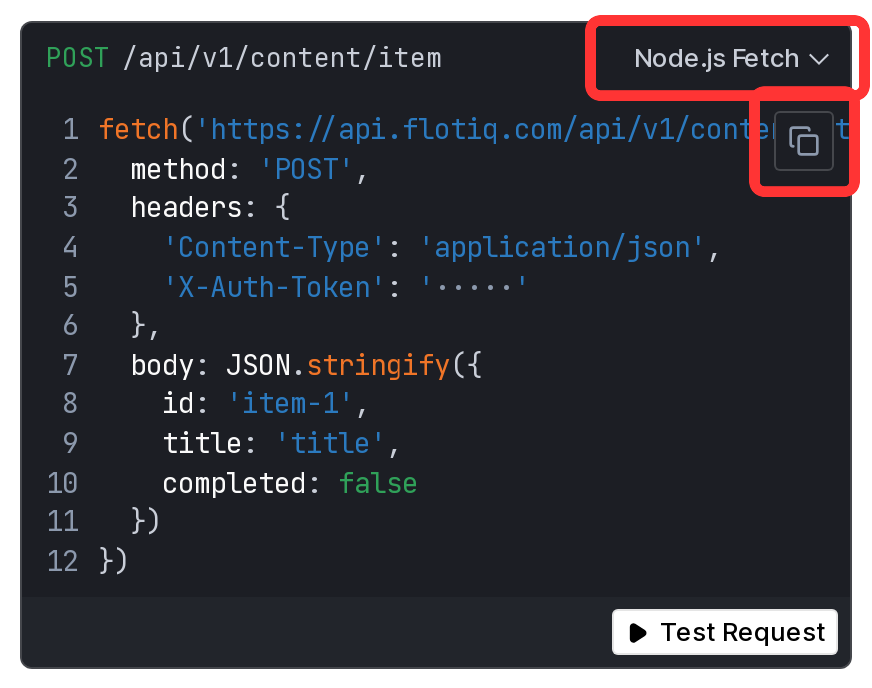 POST /api/v1/content/item
Node.js Fetch
1 fetch('https://api.flotiq.com/api/v1/conte
2 method: 'POST',
3 headers: {
4 'Content-Type': 'application/json',
5 'X-Auth-Token': '·····'
6 },
7 body: JSON.stringify({
8 id: 'item-1',
9 title: 'title',
10 completed: false
11 })
12 })
Test Request